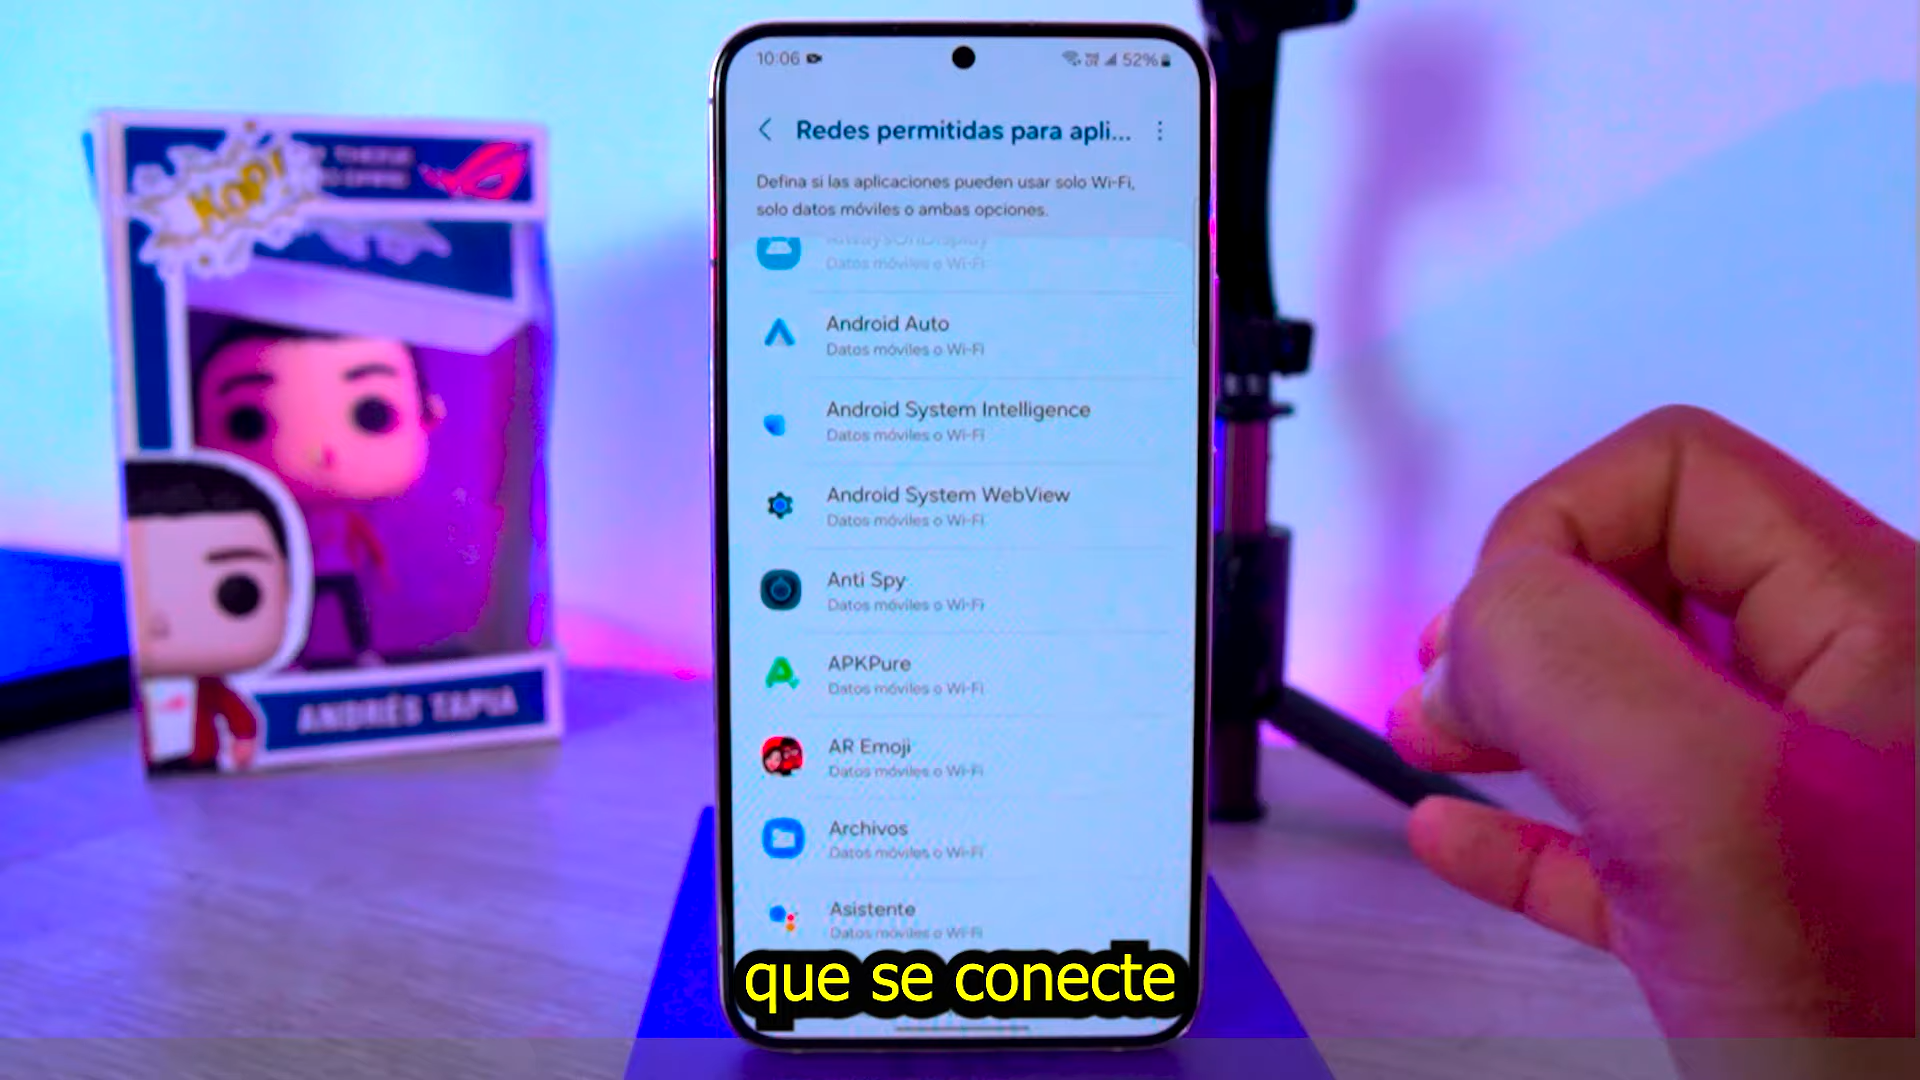 10:06
52%
Redes permitidas para apli...
Defina si las aplicaciones pueden usar solo Wi-Fi,
solo datos móviles o ambas opciones.
AlwaysOnDisplay
Datos móviles o Wi-Fi
Android Auto
Datos móviles o Wi-Fi
Android System Intelligence
Datos móviles o Wi-Fi
Android System WebView
Datos móviles o Wi-Fi
Anti Spy
Datos móviles o Wi-Fi
APKPure
Datos móviles o Wi-Fi
AR Emoji
Datos móviles o Wi-Fi
Archivos
Datos móviles o Wi-Fi
Asistente
Datos móviles o Wi-Fi
que se conecte
KOP!
ANDRÉS TAPIA